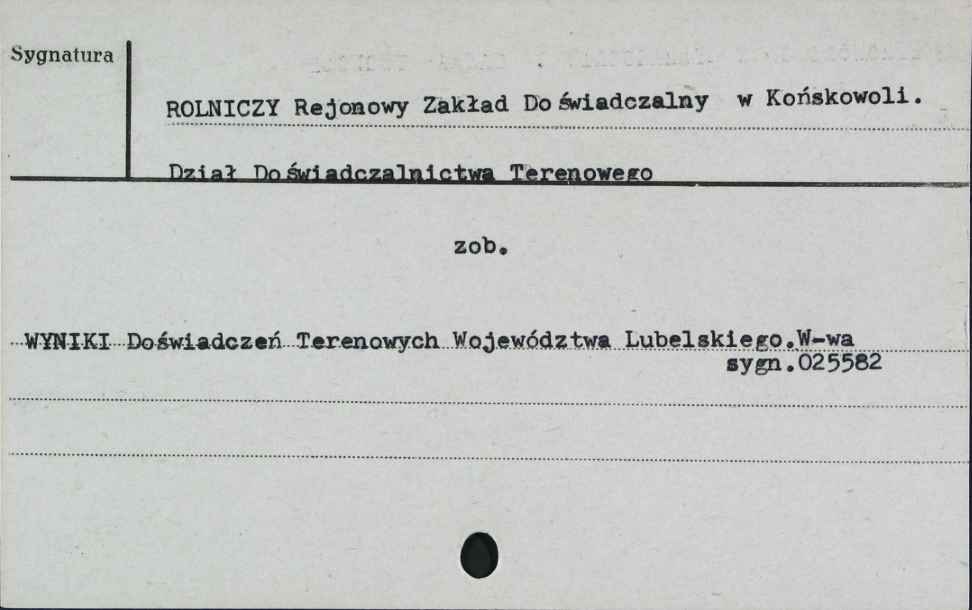 Sygnatura
ROLNICZY Rejonowy Zakład Doświadczalny w Końskowoli.
Dział Doświadczalnictwa Terenowego
zob.
WYNIKI Doświadczeń Terenowych Województwa Lubelskiego.W-wa
sygn.025582